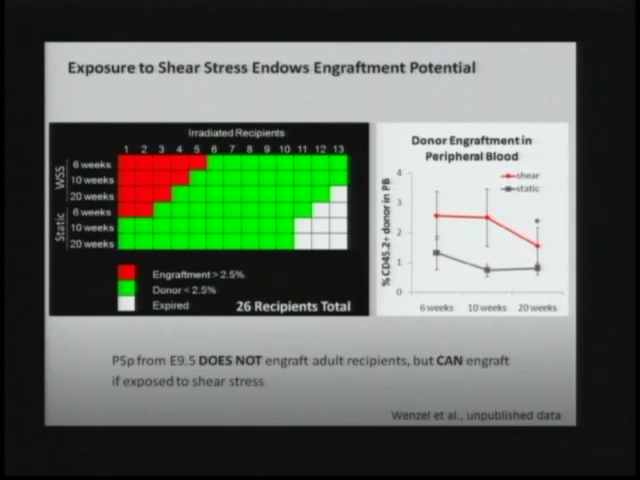 Exposure to Shear Stress Endows Engraftment Potential
Irradiated Recipients
1 2 3 4 5 6 7 8 9 10 11 12 13
WSS
6 weeks
10 weeks
20 weeks
Static
6 weeks
10 weeks
20 weeks
Engraftment > 2.5%
Donor < 2.5%
Expired
26 Recipients Total
Donor Engraftment in
Peripheral Blood
% CD45.2+ donor in PB
4
3
2
1
0
shear
static
*
6 weeks 10 weeks 20 weeks
PSp from E9.5 DOES NOT engraft adult recipients, but CAN engraft
if exposed to shear stress
Wenzel et al., unpublished data